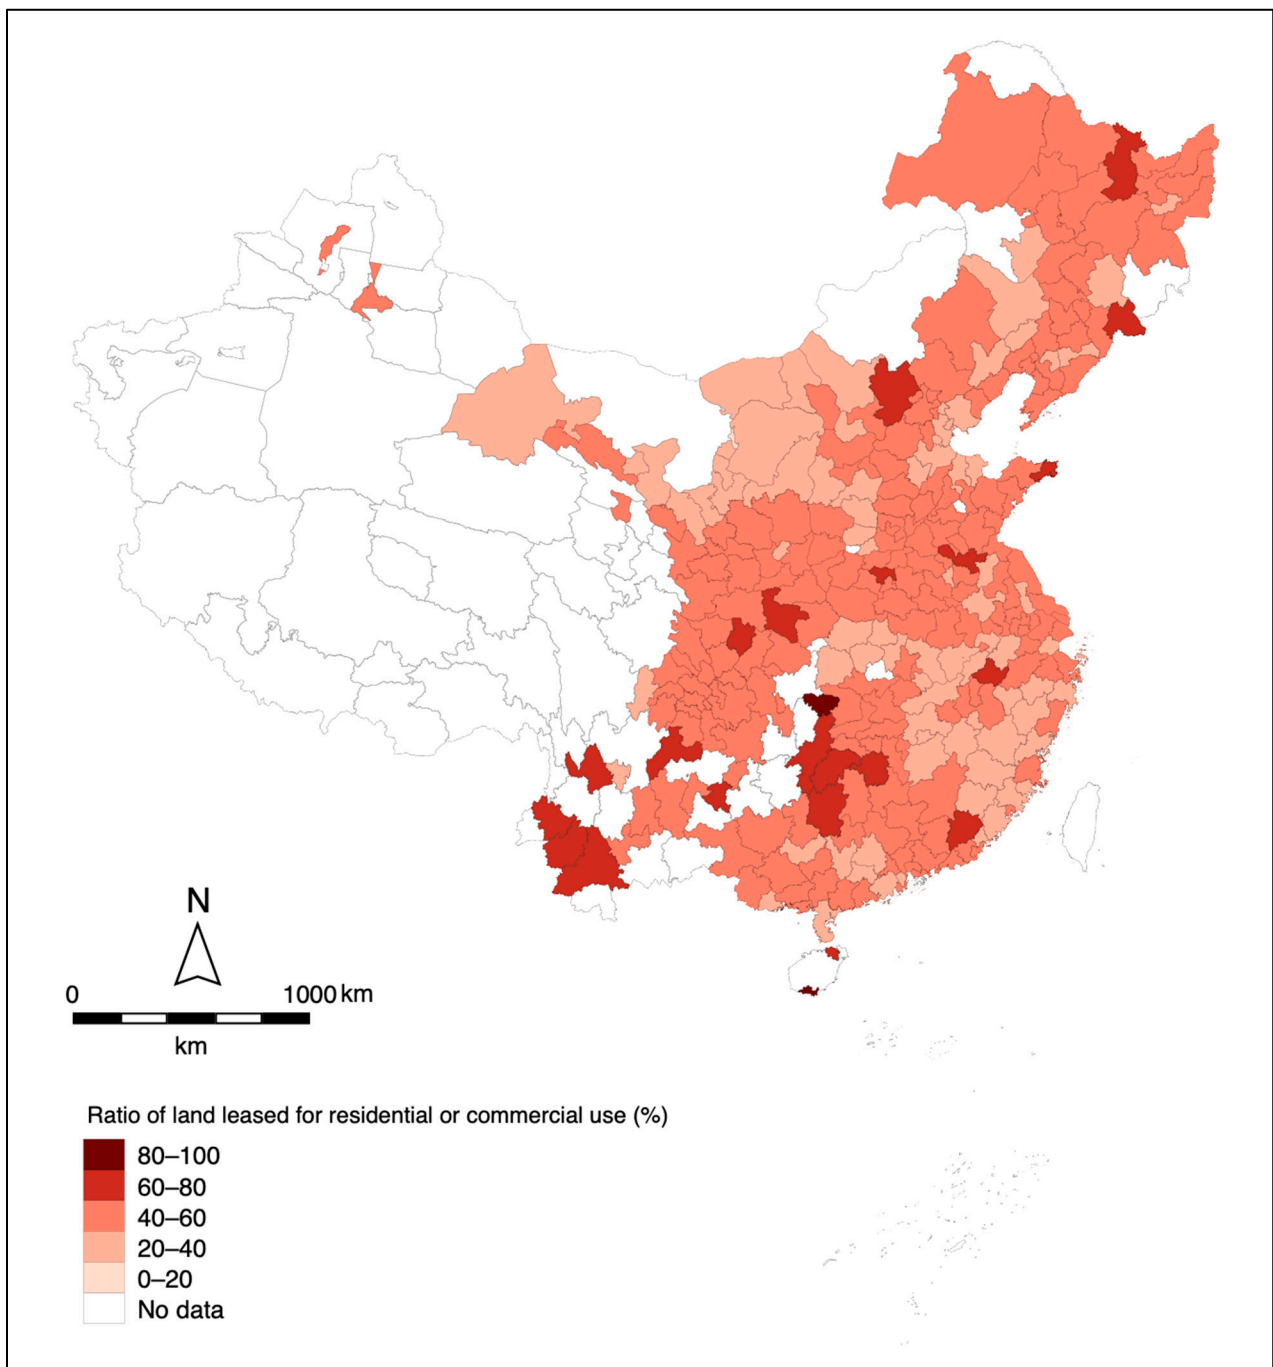 N
0 1000 km
km
Ratio of land leased for residential or commercial use (%)
80–100
60–80
40–60
20–40
0–20
No data